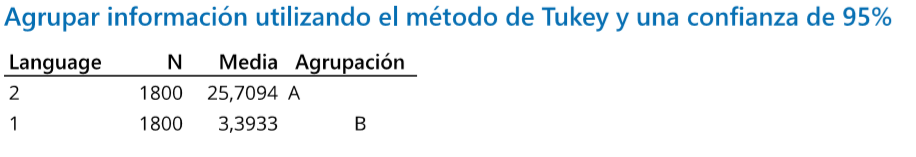 Agrupar información utilizando el método de Tukey y una confianza de 95%
Language N Media Agrupación
2 1800 25,7094 A
1 1800 3,3933 B